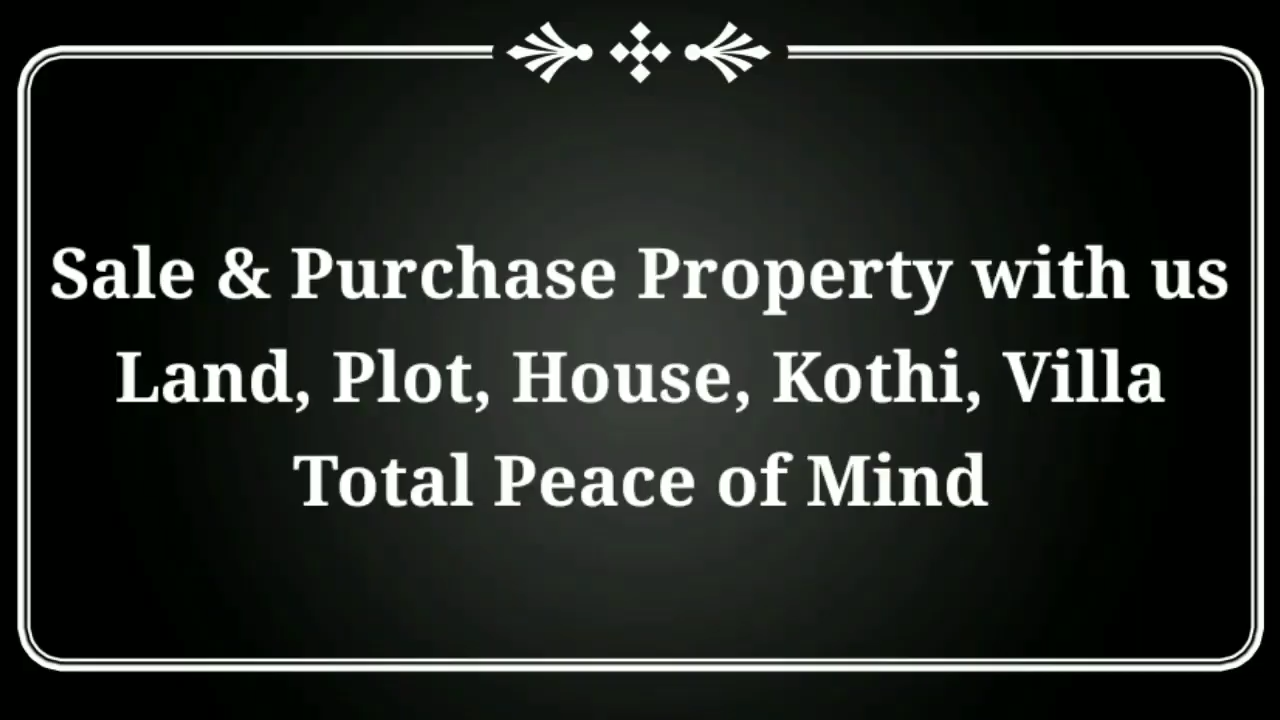 Sale & Purchase Property with us
Land, Plot, House, Kothi, Villa
Total Peace of Mind